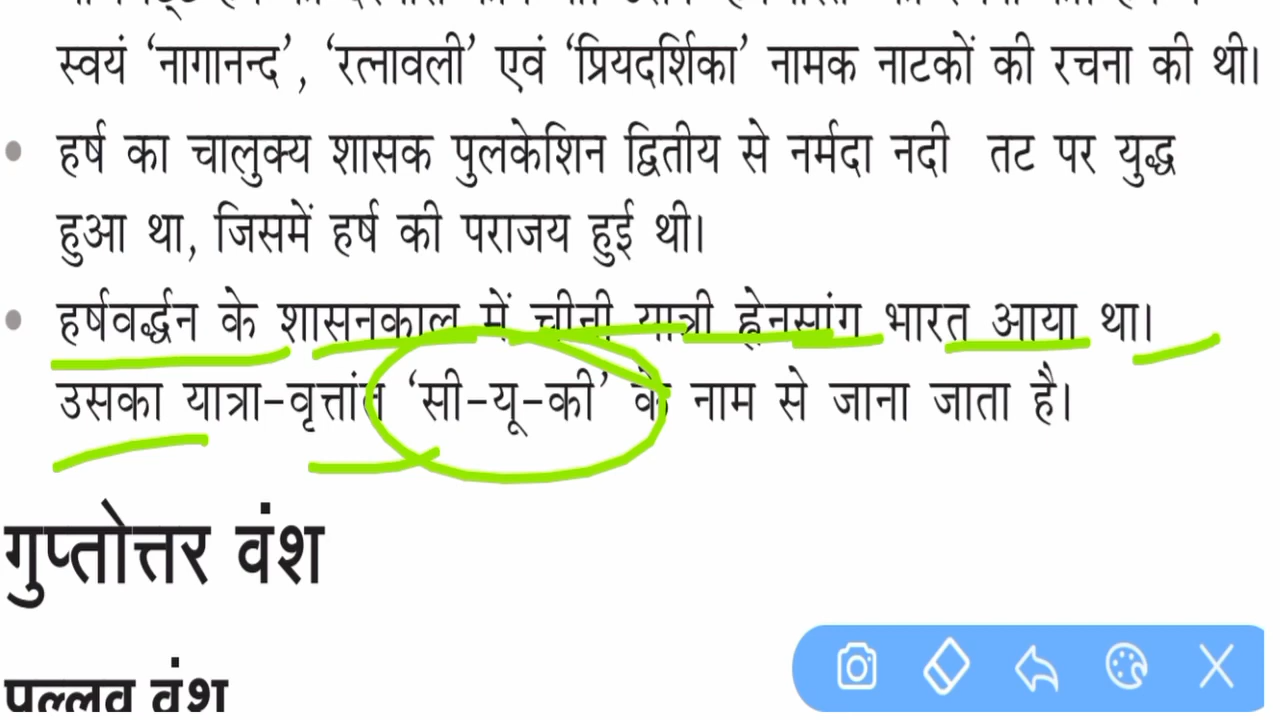 स्वयं ‘नागानन्द’, ‘रत्नावली’ एवं ‘प्रियदर्शिका’ नामक नाटकों की रचना की थी।
• हर्ष का चालुक्य शासक पुलकेशिन द्वितीय से नर्मदा नदी तट पर युद्ध
हुआ था, जिसमें हर्ष की पराजय हुई थी।
• हर्षवर्द्धन के शासनकाल में चीनी यात्री ह्वेनसांग भारत आया था।
उसका यात्रा-वृत्तांत ‘सी-यू-की’ के नाम से जाना जाता है।
गुप्तोत्तर वंश
पल्लव वंश